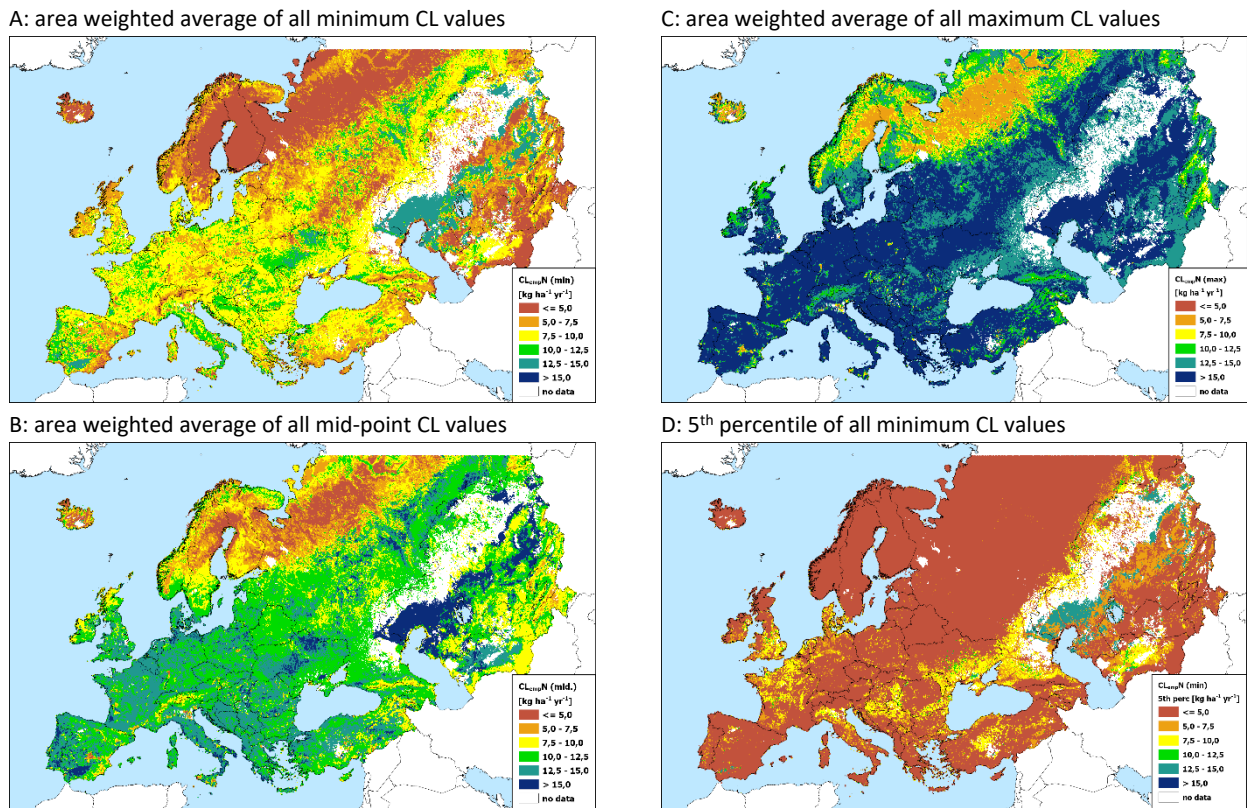 A: area weighted average of all minimum CL values
CLempN (min)
[kg ha⁻¹ yr⁻¹]
<= 5,0
5,0 - 7,5
7,5 - 10,0
10,0 - 12,5
12,5 - 15,0
> 15,0
no data
C: area weighted average of all maximum CL values
CLempN (max)
[kg ha⁻¹ yr⁻¹]
<= 5,0
5,0 - 7,5
7,5 - 10,0
10,0 - 12,5
12,5 - 15,0
> 15,0
no data
B: area weighted average of all mid-point CL values
CLempN (mid.)
[kg ha⁻¹ yr⁻¹]
<= 5,0
5,0 - 7,5
7,5 - 10,0
10,0 - 12,5
12,5 - 15,0
> 15,0
no data
D: 5th percentile of all minimum CL values
CLempN (min)
5th perc [kg ha⁻¹ yr⁻¹]
<= 5,0
5,0 - 7,5
7,5 - 10,0
10,0 - 12,5
12,5 - 15,0
> 15,0
no data